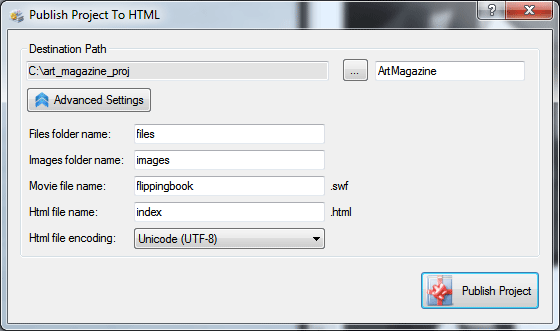 Publish Project To HTML
Destination Path
C:\art_magazine_proj ... ArtMagazine
Advanced Settings
Files folder name: files
Images folder name: images
Movie file name: flippingbook .swf
Html file name: index .html
Html file encoding: Unicode (UTF-8)
Publish Project